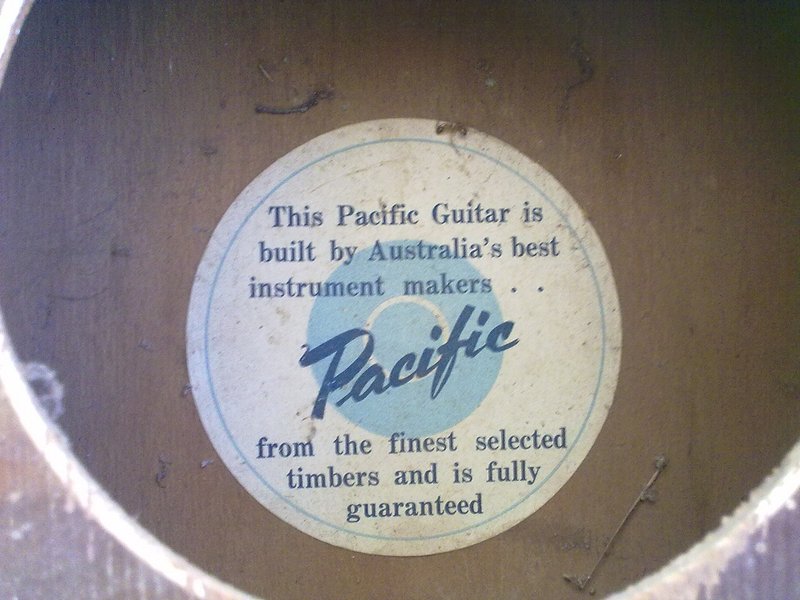 This Pacific Guitar is
built by Australia's best
instrument makers . .
Pacific
from the finest selected
timbers and is fully
guaranteed